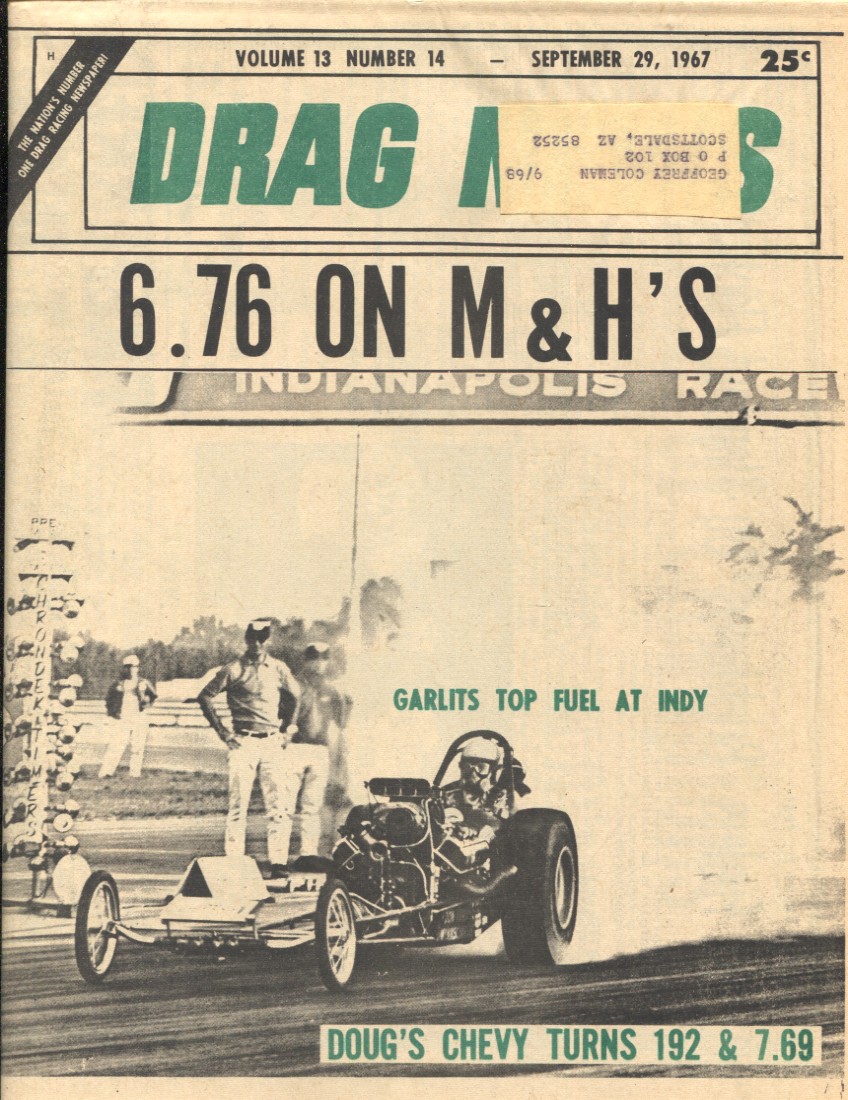 H
THE NATION'S NUMBER
ONE DRAG RACING NEWSPAPER!
VOLUME 13 NUMBER 14 — SEPTEMBER 29, 1967 25¢
DRAG
GEOFFREY COLEMAN 9/68
P O BOX 102
SCOTTSDALE, AZ 85252
6.76 ON M&H'S
INDIANAPOLIS RACEW
PRE
CHRONDEK TIMERS
GARLITS TOP FUEL AT INDY
DOUG'S CHEVY TURNS 192 & 7.69